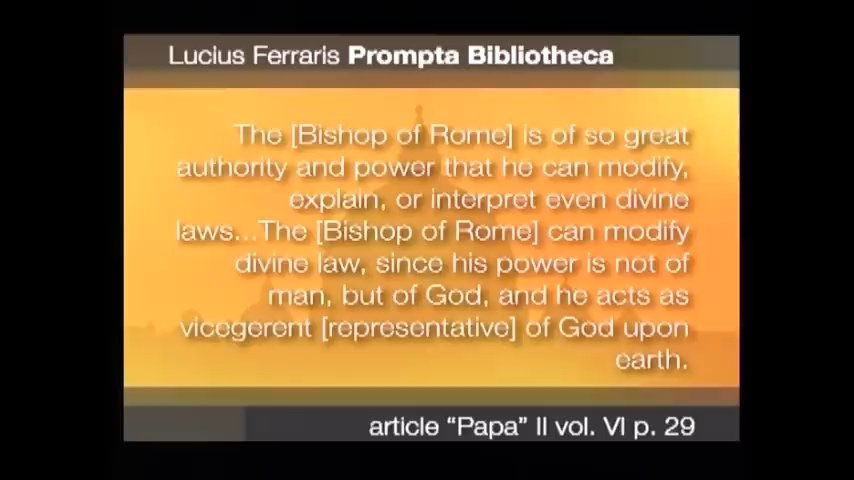 Lucius Ferraris Prompta Bibliotheca
The [Bishop of Rome] is of so great
authority and power that he can modify,
explain, or interpret even divine
laws...The [Bishop of Rome] can modify
divine law, since his power is not of
man, but of God, and he acts as
vicegerent [representative] of God upon
earth.
article “Papa” II vol. VI p. 29